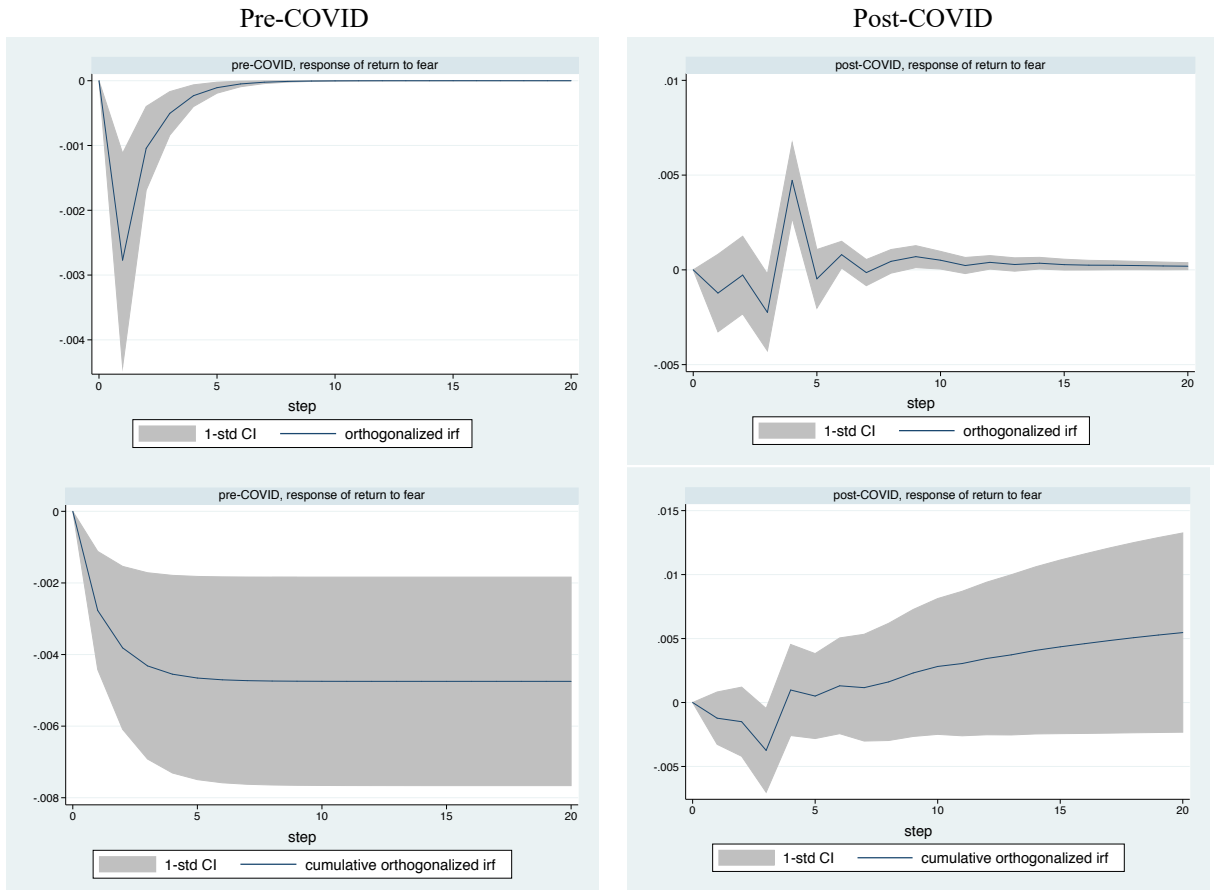 Pre-COVID
Post-COVID
pre-COVID, response of return to fear
0
-.001
-.002
-.003
-.004
0
5
10
15
20
step
1-std CI
orthogonalized irf
post-COVID, response of return to fear
.01
.005
0
-.005
0
5
10
15
20
step
1-std CI
orthogonalized irf
pre-COVID, response of return to fear
0
-.002
-.004
-.006
-.008
0
5
10
15
20
step
1-std CI
cumulative orthogonalized irf
post-COVID, response of return to fear
.015
.01
.005
0
-.005
0
5
10
15
20
step
1-std CI
cumulative orthogonalized irf